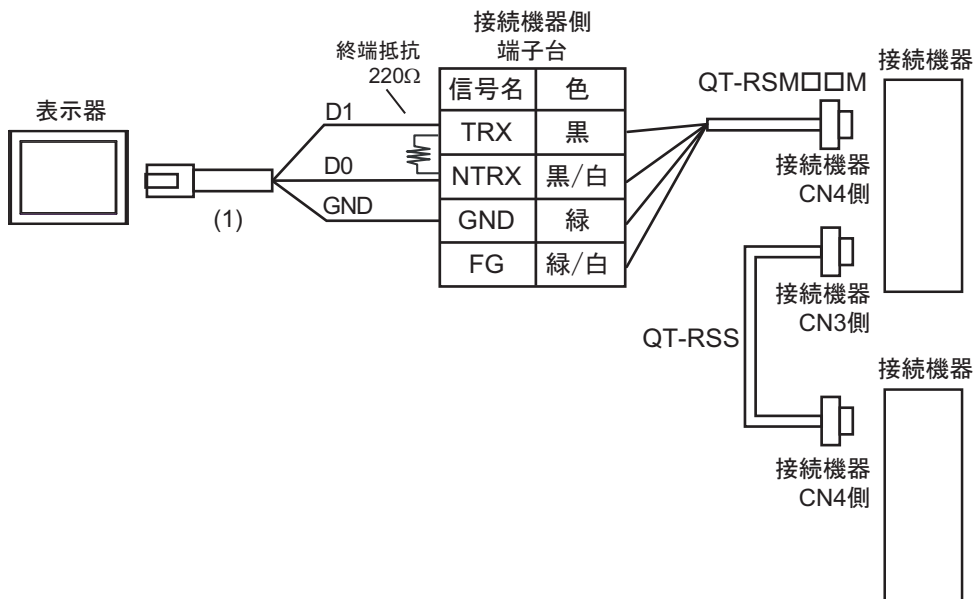 表示器
(1)
D1
D0
GND
終端抵抗
220Ω
接続機器側
端子台
信号名 色
TRX 黒
NTRX 黒/白
GND 緑
FG 緑/白
QT-RSM□□M
接続機器
接続機器
CN4側
接続機器
CN3側
QT-RSS
接続機器
接続機器
CN4側